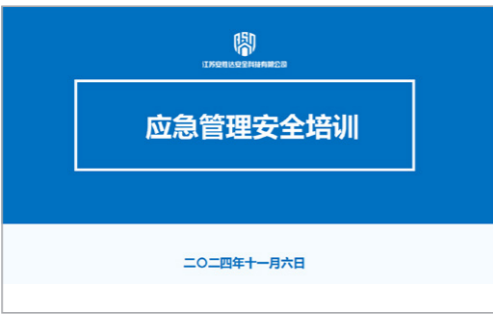 江苏安胜达安全科技有限公司
应急管理安全培训
二〇二四年十一月六日